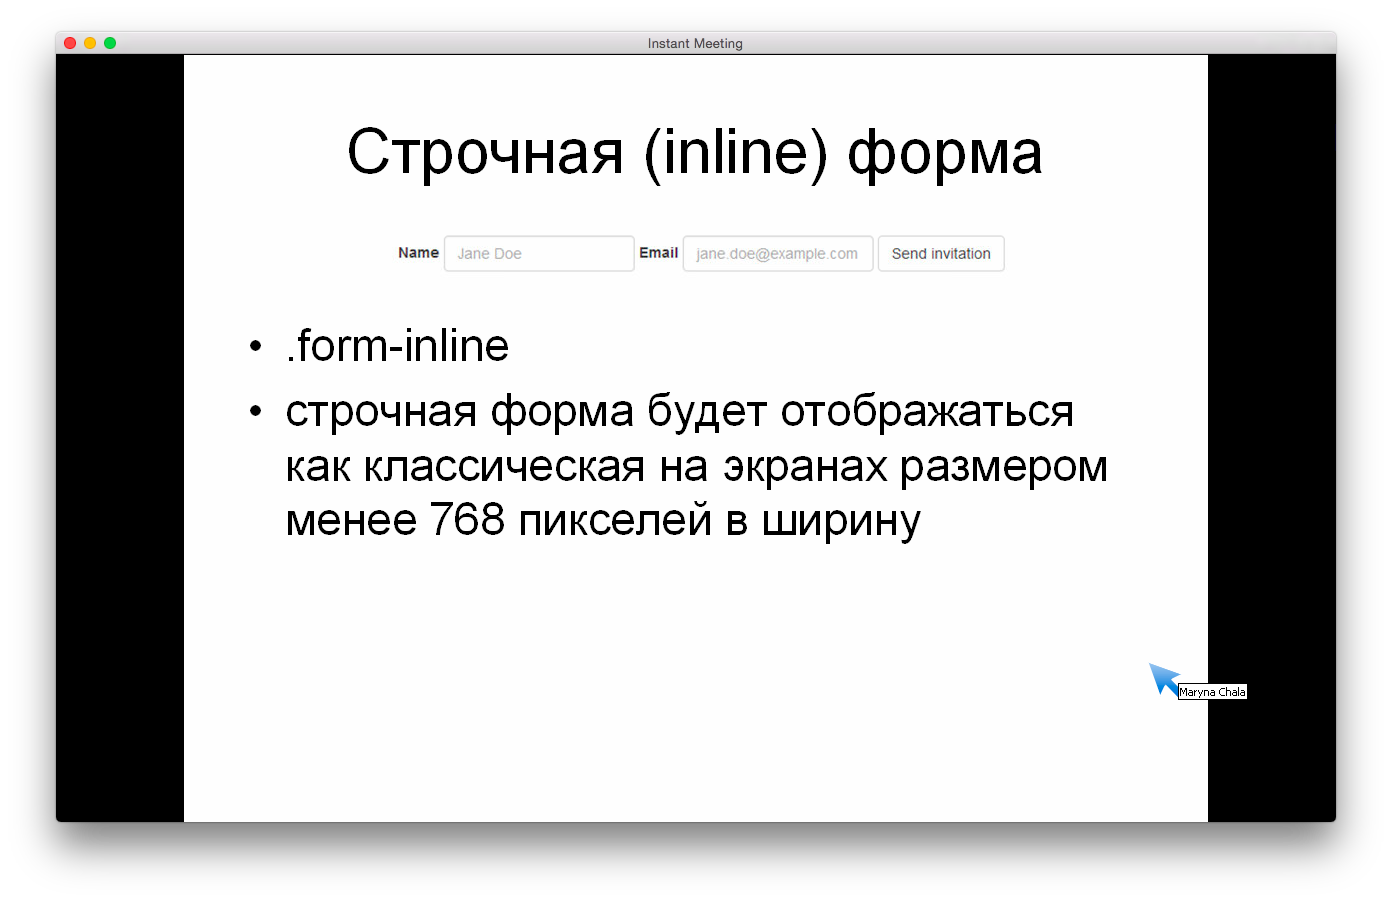 Instant Meeting
Строчная (inline) форма
Name Jane Doe Email jane.doe@example.com Send invitation
• .form-inline
• строчная форма будет отображаться
как классическая на экранах размером
менее 768 пикселей в ширину
Maryna Chala